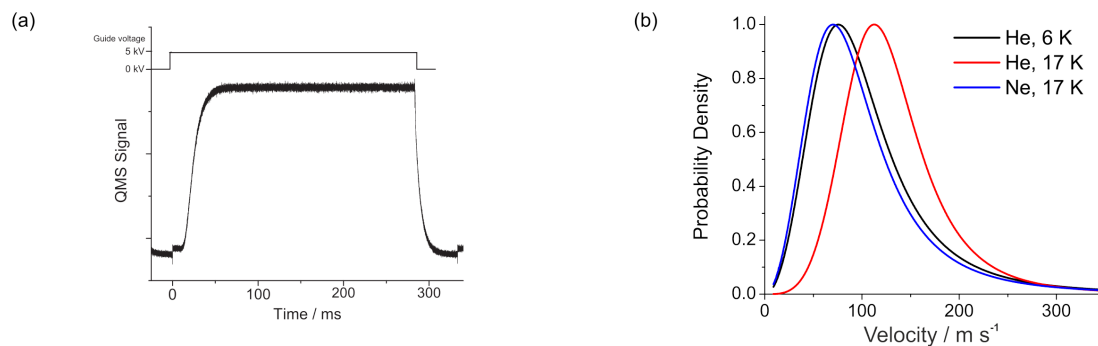 (a)
Guide voltage
5 kV
0 kV
QMS Signal
0
100
200
300
Time / ms
(b)
1.0
0.8
0.6
0.4
0.2
0.0
Probability Density
He, 6 K
He, 17 K
Ne, 17 K
0
100
200
300
Velocity / m s⁻¹